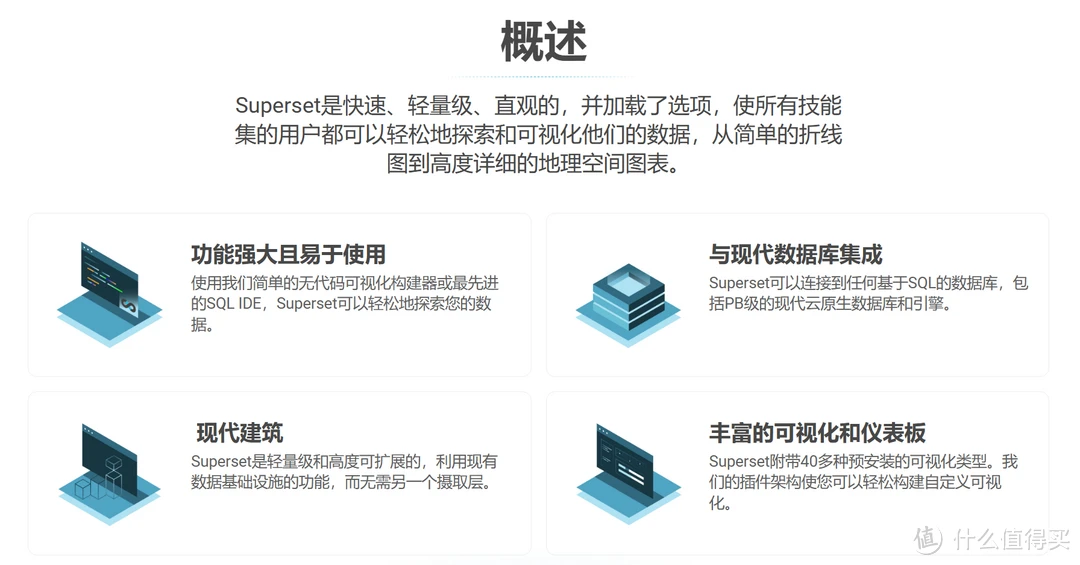 概述
Superset是快速、轻量级、直观的，并加载了选项，使所有技能
集的用户都可以轻松地探索和可视化他们的数据，从简单的折线
图到高度详细的地理空间图表。
功能强大且易于使用
使用我们简单的无代码可视化构建器或最先进
的SQL IDE，Superset可以轻松地探索您的数
据。
与现代数据库集成
Superset可以连接到任何基于SQL的数据库，包
括PB级的现代云原生数据库和引擎。
现代建筑
Superset是轻量级和高度可扩展的，利用现有
数据基础设施的功能，而无需另一个摄取层。
丰富的可视化和仪表板
Superset附带40多种预安装的可视化类型。我
们的插件架构使您可以轻松构建自定义可视
化。
值 什么值得买